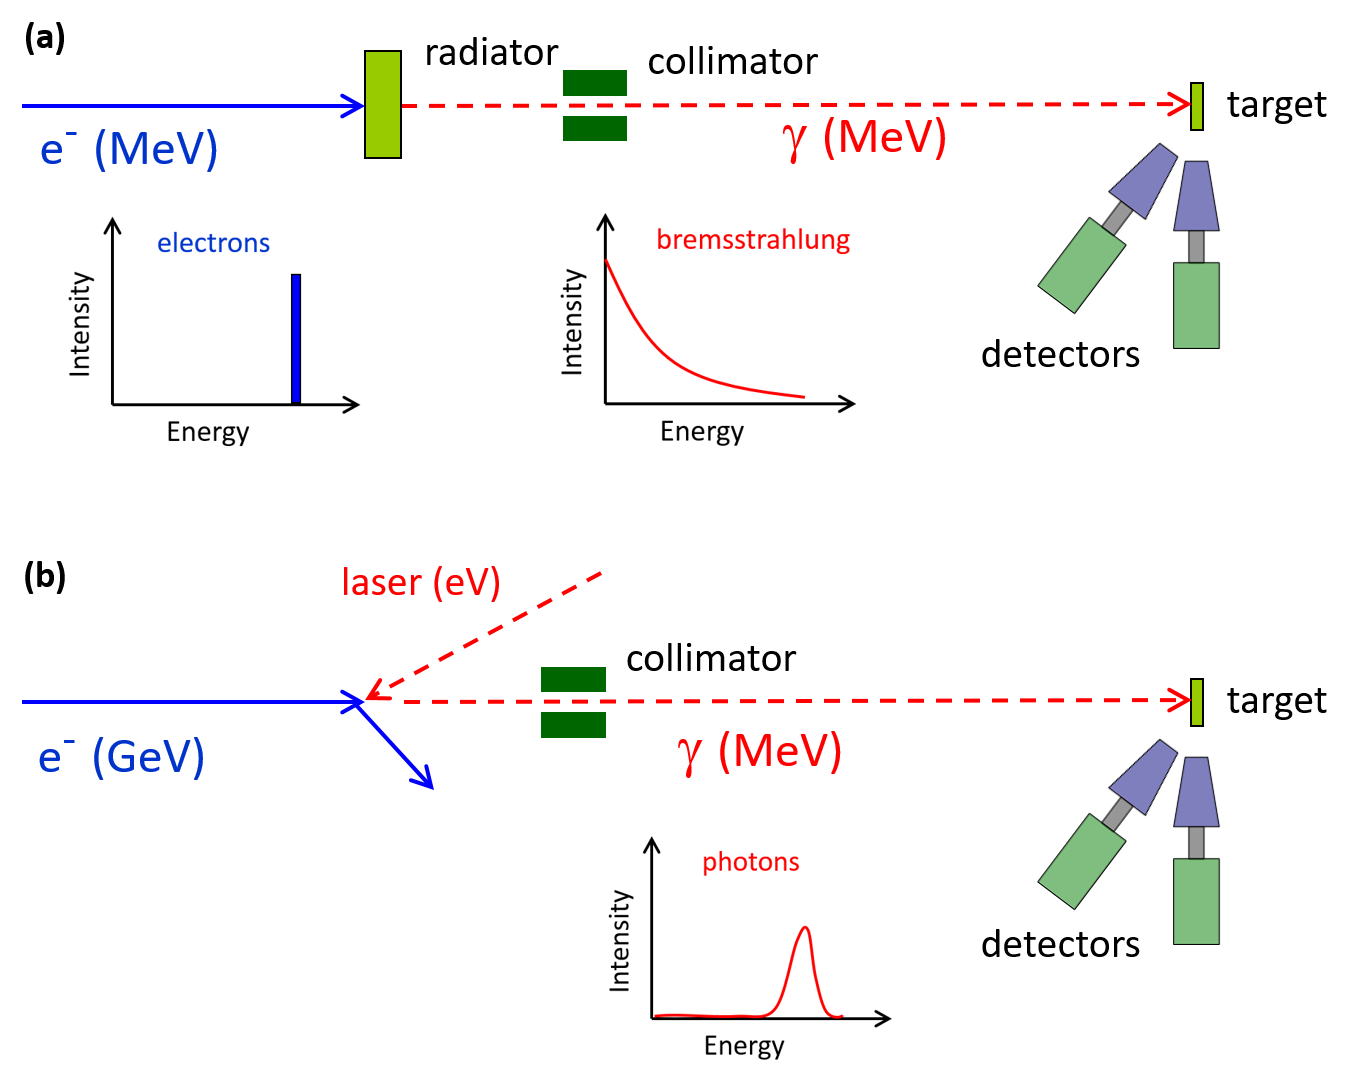 (a)
radiator
collimator
target
e⁻ (MeV)
γ (MeV)
electrons
Intensity
Energy
bremsstrahlung
Intensity
Energy
detectors
(b)
laser (eV)
collimator
target
e⁻ (GeV)
γ (MeV)
photons
Intensity
Energy
detectors